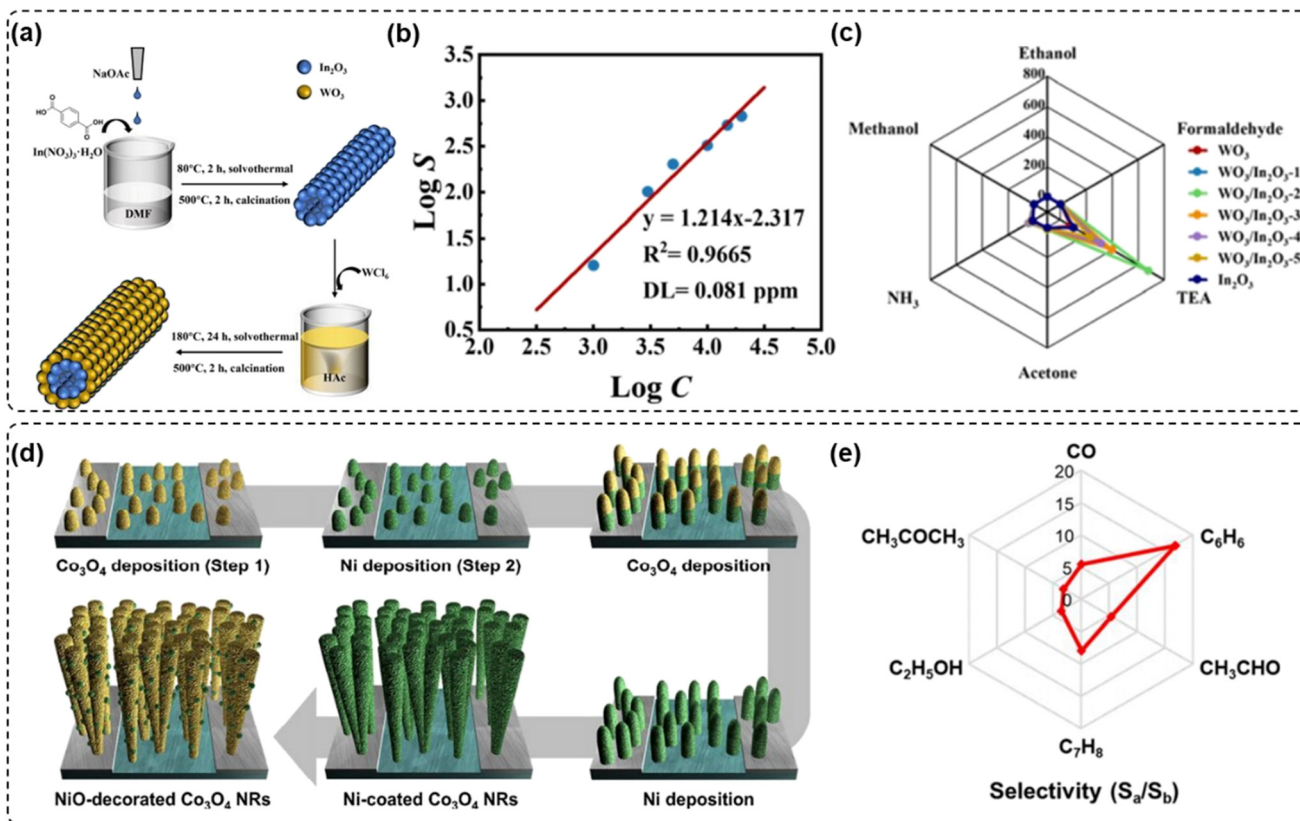 (a)
NaOAc
In₂O₃
WO₃
HO
O
O
OH
In(NO₃)₃·H₂O
DMF
80°C, 2 h, solvothermal
500°C, 2 h, calcination
WCl₆
HAc
180°C, 24 h, solvothermal
500°C, 2 h, calcination
(b)
Log S
3.5
3.0
2.5
2.0
1.5
1.0
0.5
y = 1.214x-2.317
R²= 0.9665
DL= 0.081 ppm
2.0 2.5 3.0 3.5 4.0 4.5 5.0
Log C
(c)
Ethanol
800
600
400
200
0
Methanol
Formaldehyde
WO₃
WO₃/In₂O₃-1
WO₃/In₂O₃-2
WO₃/In₂O₃-3
WO₃/In₂O₃-4
WO₃/In₂O₃-5
In₂O₃
NH₃
TEA
Acetone
(d)
Co₃O₄ deposition (Step 1)
Ni deposition (Step 2)
Co₃O₄ deposition
NiO-decorated Co₃O₄ NRs
Ni-coated Co₃O₄ NRs
Ni deposition
(e)
CO
20
15
10
5
0
CH₃COCH₃
C₆H₆
C₂H₅OH
CH₃CHO
C₇H₈
Selectivity (Sₐ/S_b)